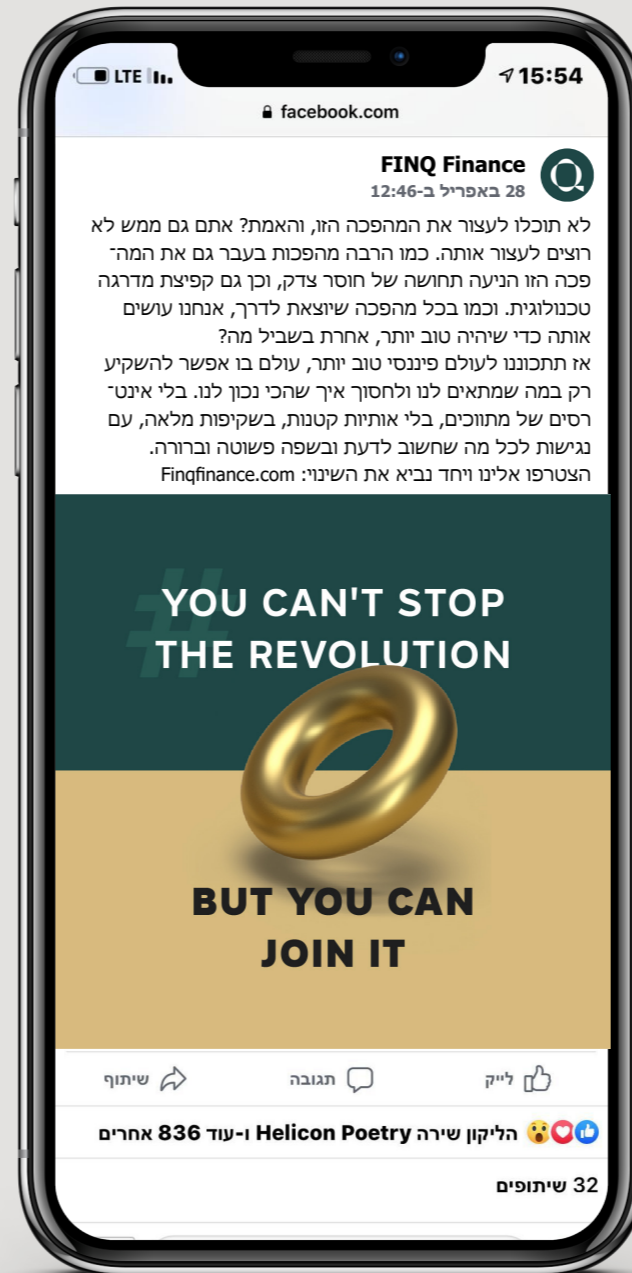 LTE 15:54
facebook.com
FINQ Finance
28 באפריל ב-12:46
לא תוכלו לעצור את המהפכה הזו, והאמת? אתם גם ממש לא
רוצים לעצור אותה. כמו הרבה מהפכות בעבר גם את המה־
פכה הזו הניעה תחושה של חוסר צדק, וכן גם קפיצת מדרגה
טכנולוגית. וכמו בכל מהפכה שיוצאת לדרך, אנחנו עושים
אותה כדי שיהיה טוב יותר, אחרת בשביל מה?
אז תתכוננו לעולם פיננסי טוב יותר, עולם בו אפשר להשקיע
רק במה שמתאים לנו ולחסוך איך שהכי נכון לנו. בלי אינט־
רסים של מתווכים, בלי אותיות קטנות, בשקיפות מלאה, עם
נגישות לכל מה שחשוב לדעת ובשפה פשוטה וברורה.
הצטרפו אלינו ויחד נביא את השינוי: Finqfinance.com
#
YOU CAN'T STOP
THE REVOLUTION
BUT YOU CAN
JOIN IT
לייק תגובה שיתוף
הליקון שירה Helicon Poetry ו-עוד 836 אחרים
32 שיתופים